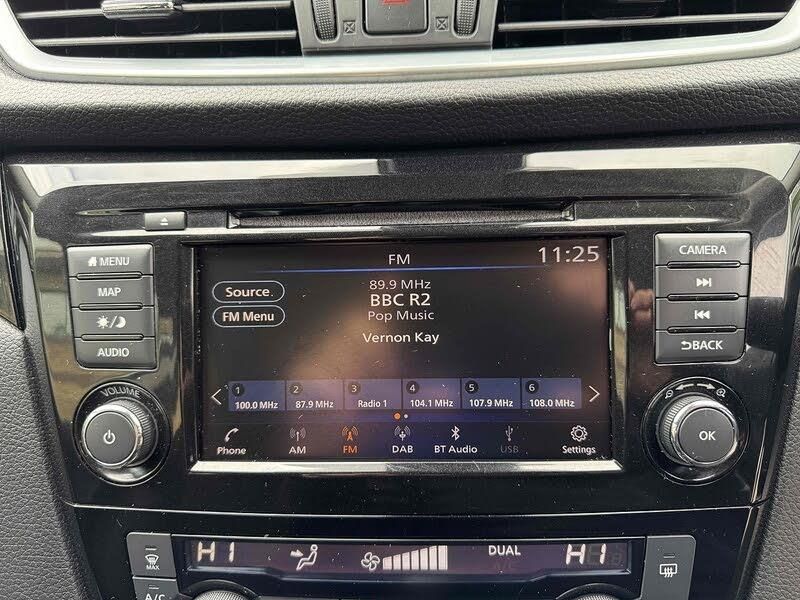 FM 11:25
MENU
MAP
AUDIO
VOLUME
Source
FM Menu
89.9 MHz
BBC R2
Pop Music
Vernon Kay
1 2 3 4 5 6
100.0 MHz 87.9 MHz Radio 1 104.1 MHz 107.9 MHz 108.0 MHz
Phone AM FM DAB BT Audio USB Settings
CAMERA
BACK
OK
MAX
A/C
HI DUAL HI
A/C